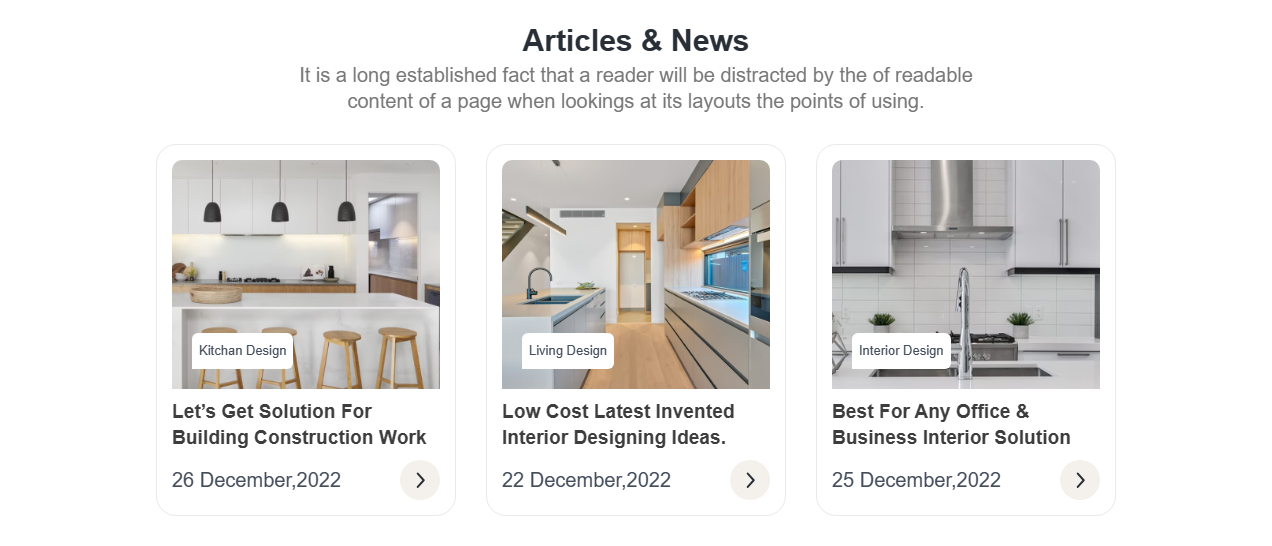 Articles & News
It is a long established fact that a reader will be distracted by the of readable
content of a page when lookings at its layouts the points of using.
Kitchan Design
Let’s Get Solution For
Building Construction Work
26 December,2022
Living Design
Low Cost Latest Invented
Interior Designing Ideas.
22 December,2022
Interior Design
Best For Any Office &
Business Interior Solution
25 December,2022